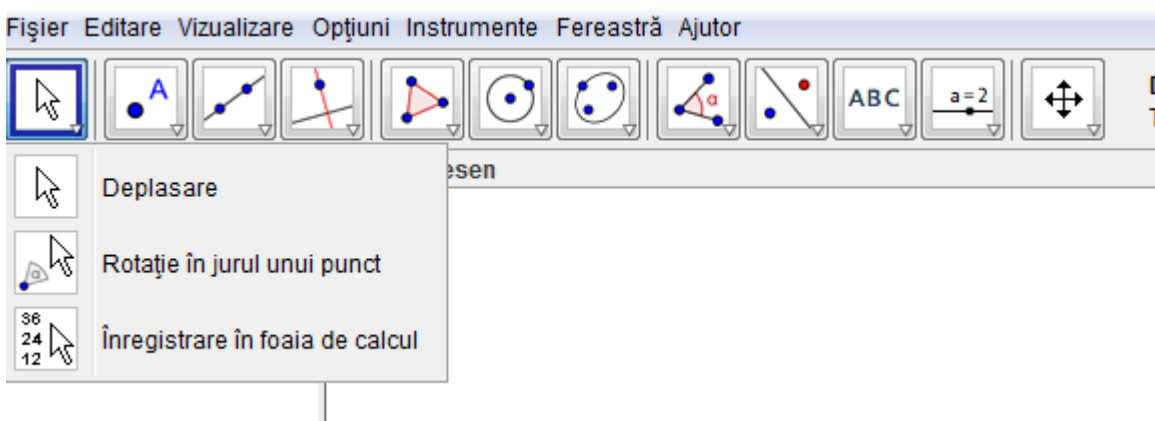 Fişier Editare Vizualizare Opţiuni Instrumente Fereastră Ajutor
A α ABC a=2
esen
Deplasare
α Rotaţie în jurul unui punct
36
24
12
Înregistrare în foaia de calcul